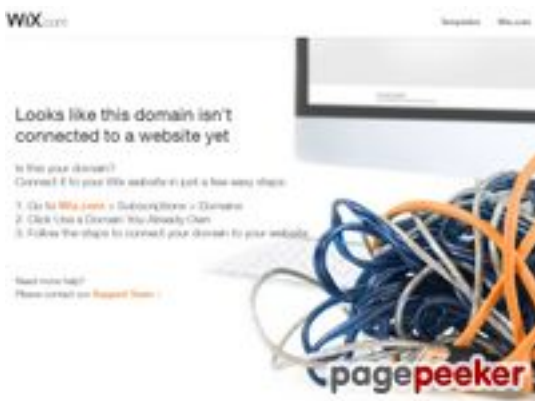 WiX.com
Templates Wix.com
Looks like this domain isn't
connected to a website yet
Is this your domain?
Connect it to your Wix website in just a few easy steps:
1. Go to Wix.com > Subscriptions > Domains
2. Click Use a Domain You Already Own
3. Follow the steps to connect your domain to your website
Need more help?
Please contact our Support Team >
pagepeeker